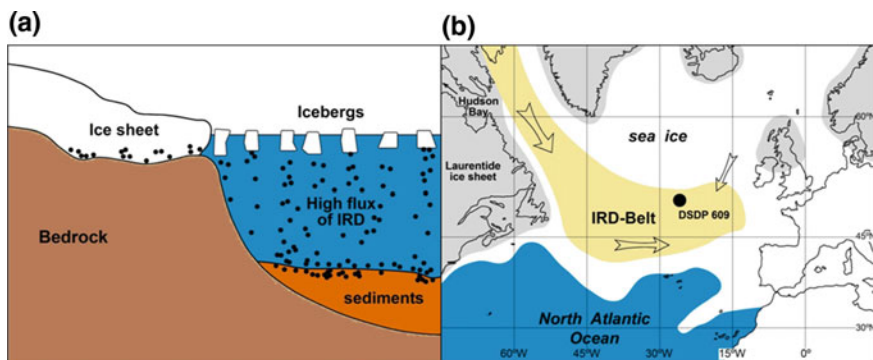 (a)
Ice sheet
Icebergs
High flux
of IRD
Bedrock
sediments
(b)
Hudson
Bay
Laurentide
ice sheet
sea ice
60°N
IRD-Belt
DSDP 609
45°N
North Atlantic
Ocean
30°N
60°W
45°W
30°W
15°W
0°